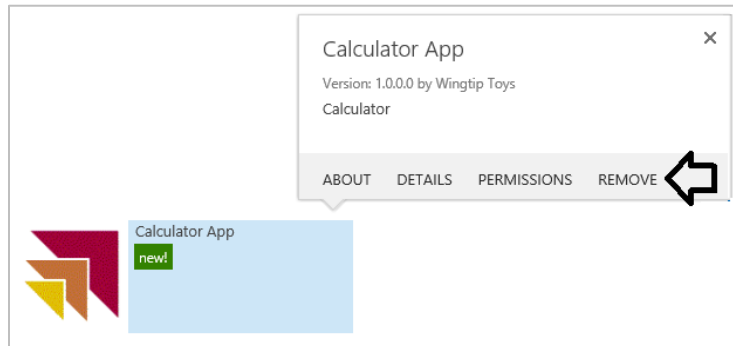 Calculator App
Version: 1.0.0.0 by Wingtip Toys
Calculator
ABOUT DETAILS PERMISSIONS REMOVE
Calculator App
new!